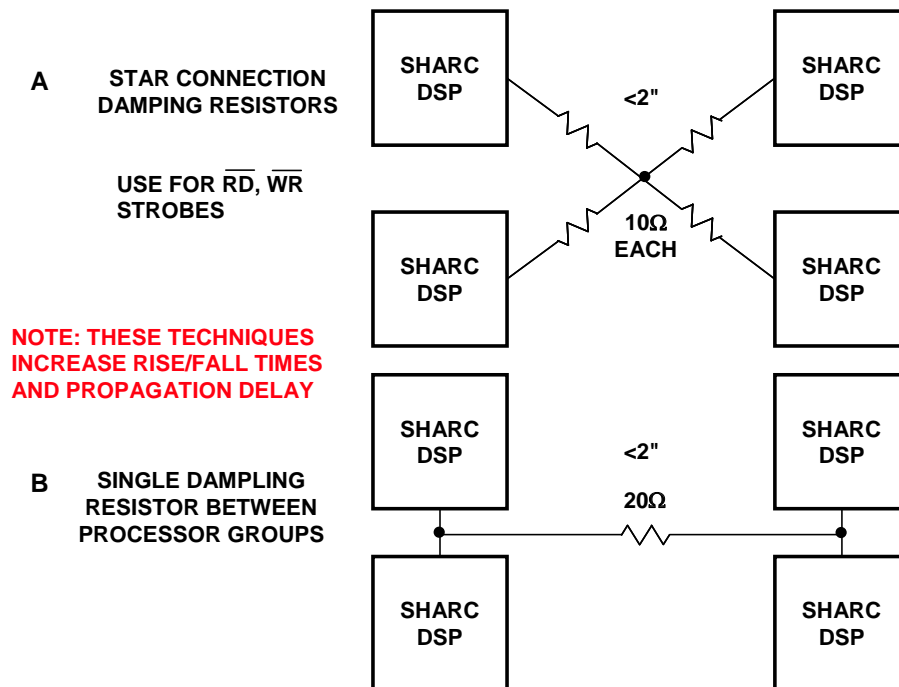 A
STAR CONNECTION
DAMPING RESISTORS
USE FOR R̅D̅, W̅R̅
STROBES
SHARC
DSP
<2"
SHARC
DSP
SHARC
DSP
10Ω
EACH
SHARC
DSP
NOTE: THESE TECHNIQUES
INCREASE RISE/FALL TIMES
AND PROPAGATION DELAY
B
SINGLE DAMPLING
RESISTOR BETWEEN
PROCESSOR GROUPS
SHARC
DSP
<2"
20Ω
SHARC
DSP
SHARC
DSP
SHARC
DSP